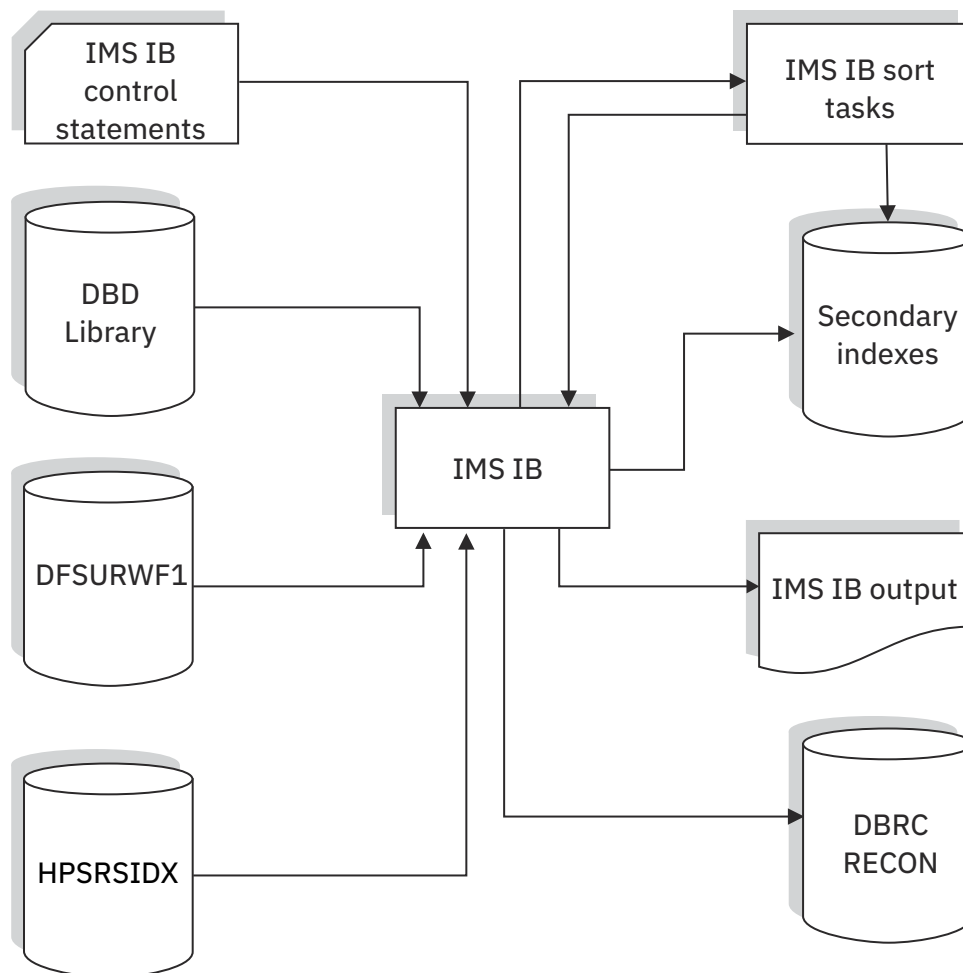 IMS IB
control
statements
IMS IB sort
tasks
DBD
Library
Secondary
indexes
IMS IB
DFSURWF1
IMS IB output
HPSRSIDX
DBRC
RECON